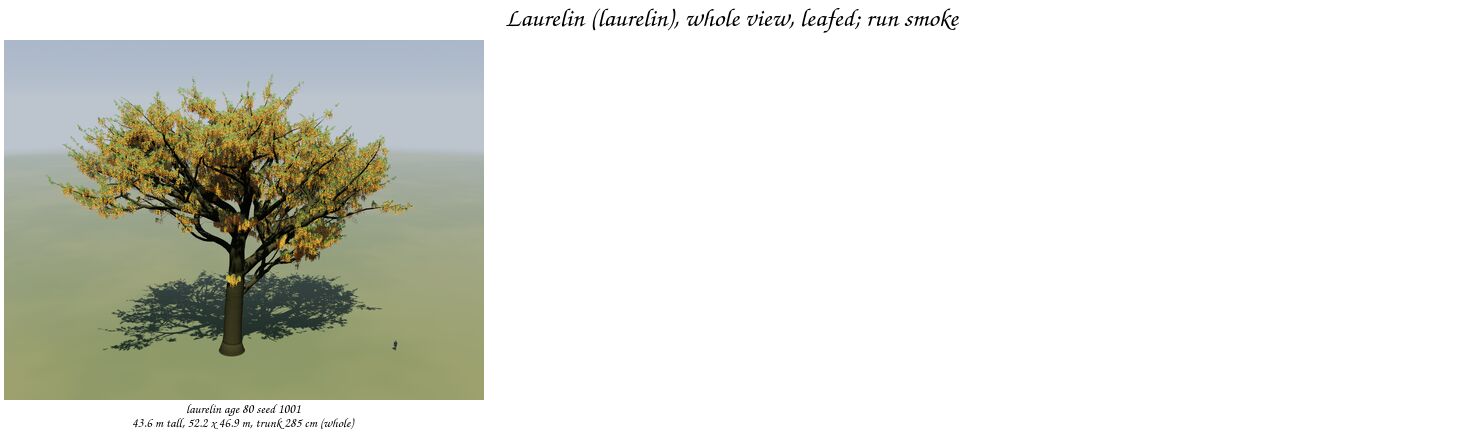 Laurelin (laurelin), whole view, leafed; run smoke
laurelin age 80 seed 1001
43.6 m tall, 52.2 x 46.9 m, trunk 285 cm (whole)